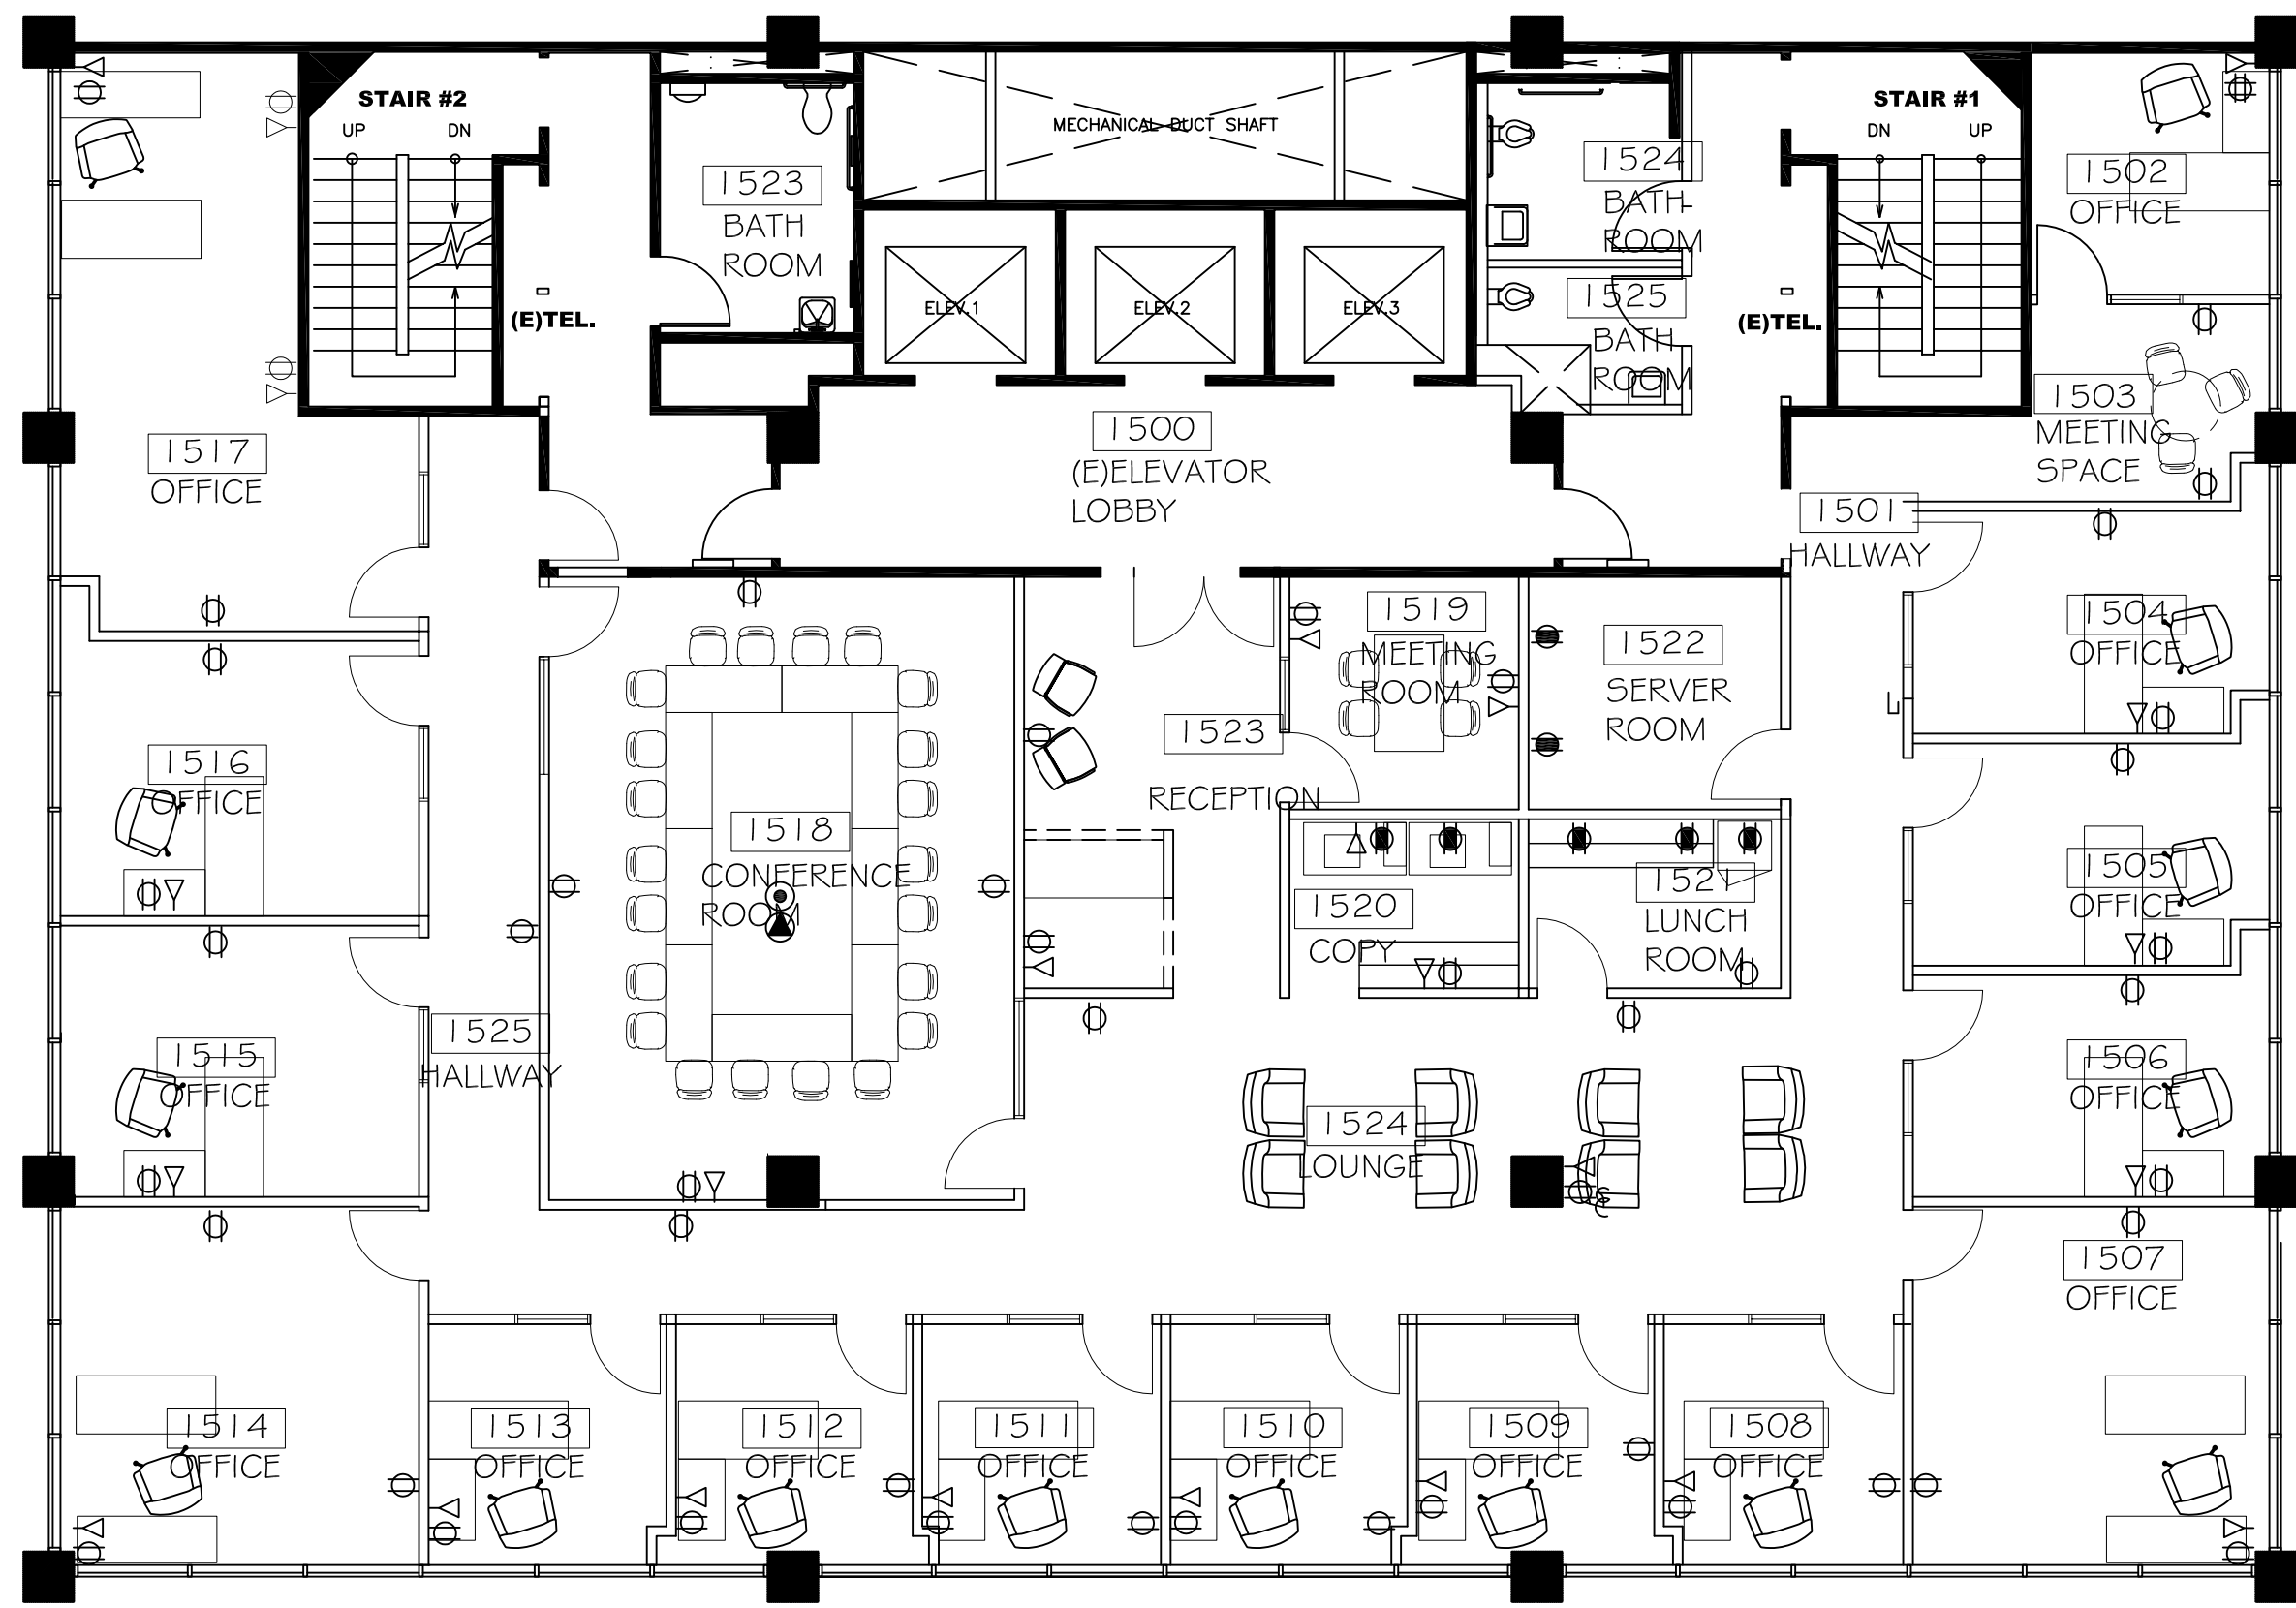 STAIR #2
UP
DN
MECHANICAL DUCT SHAFT
STAIR #1
DN
UP
1523
BATH
ROOM
1524
BATH
ROOM
1502
OFFICE
(E)TEL.
ELEV.1
ELEV.2
ELEV.3
1525
BATH
ROOM
(E)TEL.
1503
MEETING
SPACE
1517
OFFICE
1500
(E)ELEVATOR
LOBBY
1501
HALLWAY
1519
MEETING
ROOM
1522
SERVER
ROOM
1504
OFFICE
1523
RECEPTION
1516
OFFICE
1518
CONFERENCE
ROOM
1520
COPY
1521
LUNCH
ROOM
1505
OFFICE
1525
HALLWAY
1515
OFFICE
1524
LOUNGE
1506
OFFICE
1507
OFFICE
1514
OFFICE
1513
OFFICE
1512
OFFICE
1511
OFFICE
1510
OFFICE
1509
OFFICE
1508
OFFICE